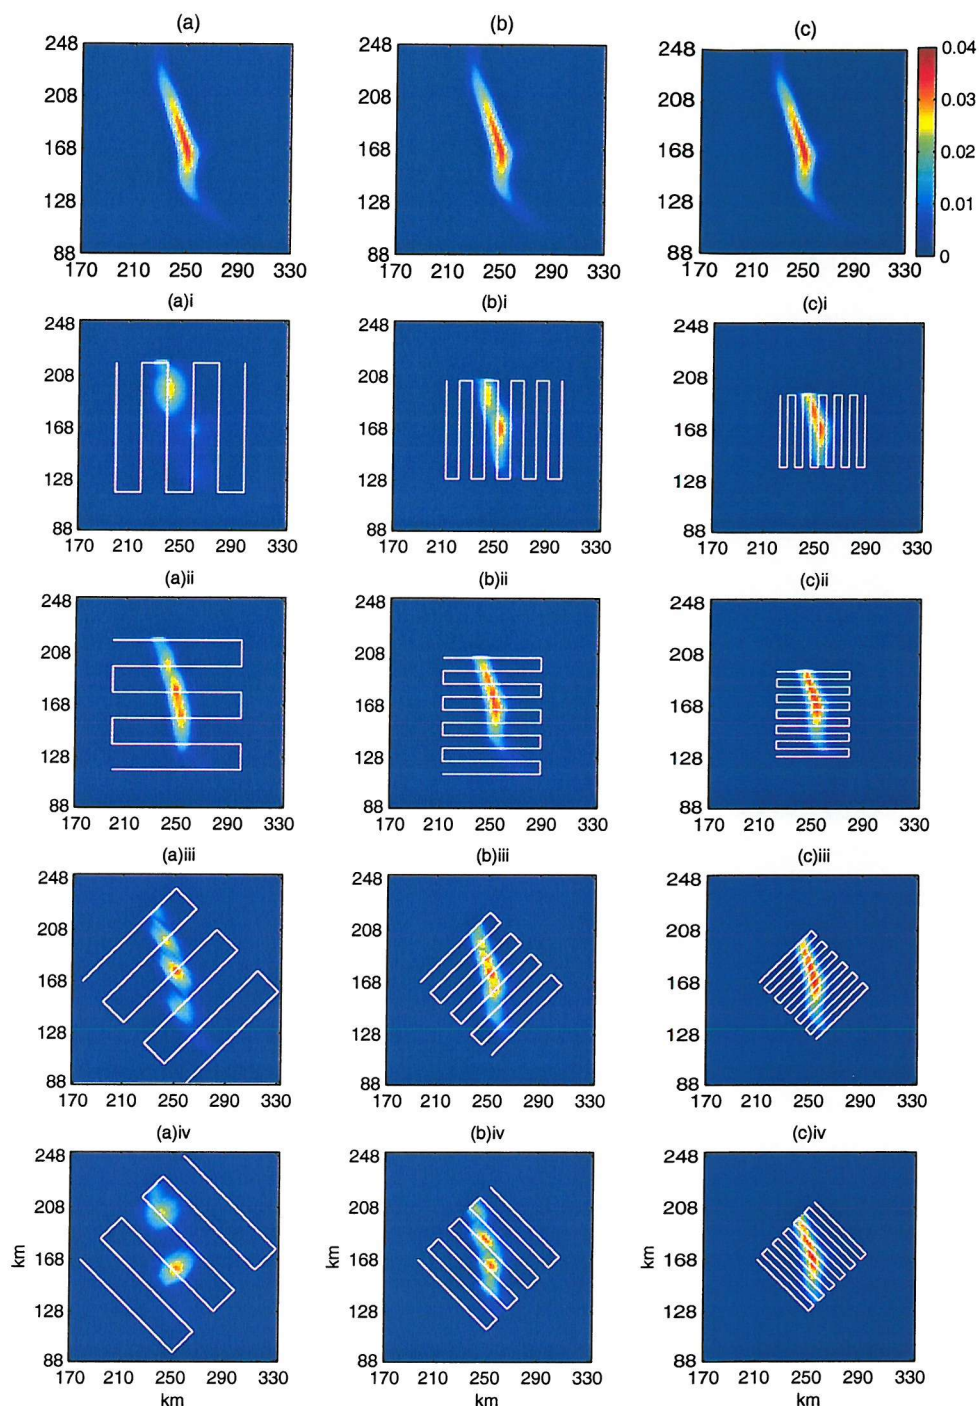 (a) (b) (c)
248 248 248 0.04
208 208 208 0.03
168 168 168 0.02
128 128 128 0.01
88 88 88 0
170 210 250 290 330 170 210 250 290 330 170 210 250 290 330
(a)i (b)i (c)i
248 248 248
208 208 208
168 168 168
128 128 128
88 88 88
170 210 250 290 330 170 210 250 290 330 170 210 250 290 330
(a)ii (b)ii (c)ii
248 248 248
208 208 208
168 168 168
128 128 128
88 88 88
170 210 250 290 330 170 210 250 290 330 170 210 250 290 330
(a)iii (b)iii (c)iii
248 248 248
208 208 208
168 168 168
128 128 128
88 88 88
170 210 250 290 330 170 210 250 290 330 170 210 250 290 330
(a)iv (b)iv (c)iv
248 248 248
208 208 208
km 168 km 168 km 168
128 128 128
88 88 88
170 210 250 290 330 170 210 250 290 330 170 210 250 290 330
km km km